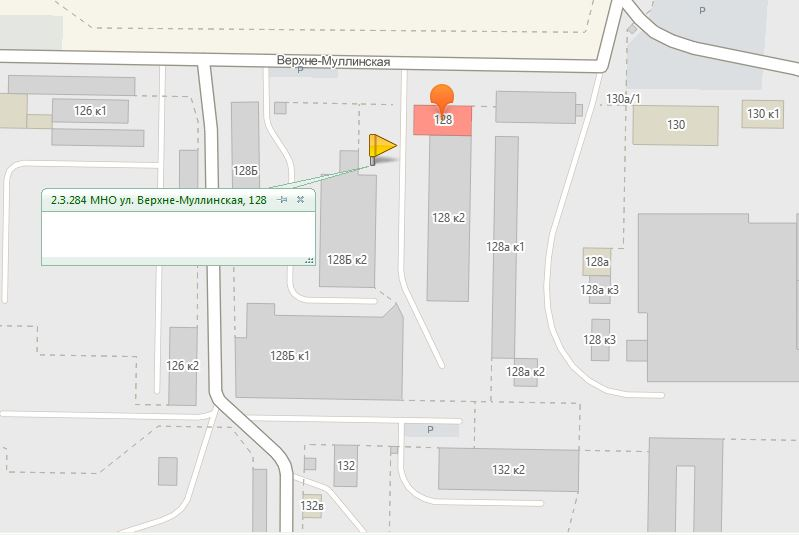 P
Верхне-Муллинская
P
126 к1
128
130а/1
130
130 к1
128Б
2.3.284 МНО ул. Верхне-Муллинская, 128
128 к2
128а к1
128Б к2
128а
128а к3
128 к3
128Б к1
126 к2
128а к2
P
132
132 к2
132в